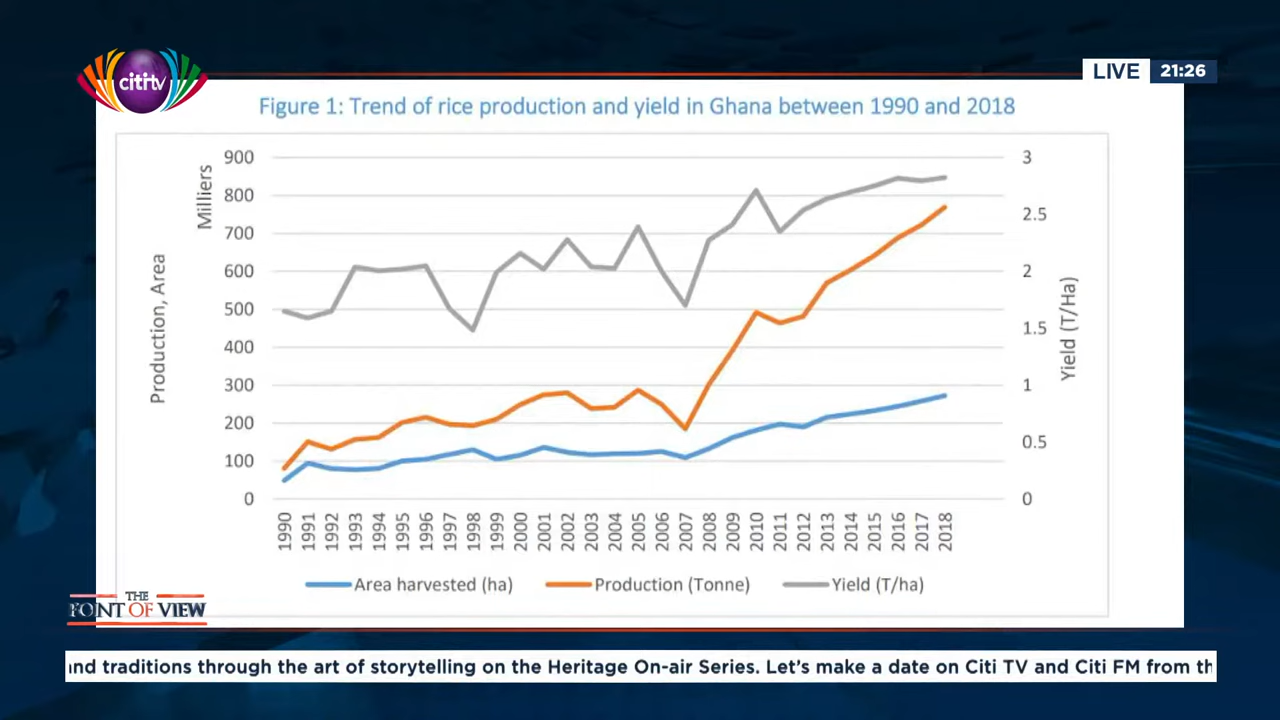 citi tv
LIVE 21:26
Figure 1: Trend of rice production and yield in Ghana between 1990 and 2018
Milliers
Production, Area
900
800
700
600
500
400
300
200
100
0
3
2.5
2
1.5
1
0.5
0
Yield (T/Ha)
1990 1991 1992 1993 1994 1995 1996 1997 1998 1999 2000 2001 2002 2003 2004 2005 2006 2007 2008 2009 2010 2011 2012 2013 2014 2015 2016 2017 2018
Area harvested (ha) Production (Tonne) Yield (T/ha)
THE
OF VIEW
traditions through the art of storytelling on the Heritage On-air Series. Let's make a date on Citi TV and Citi FM from